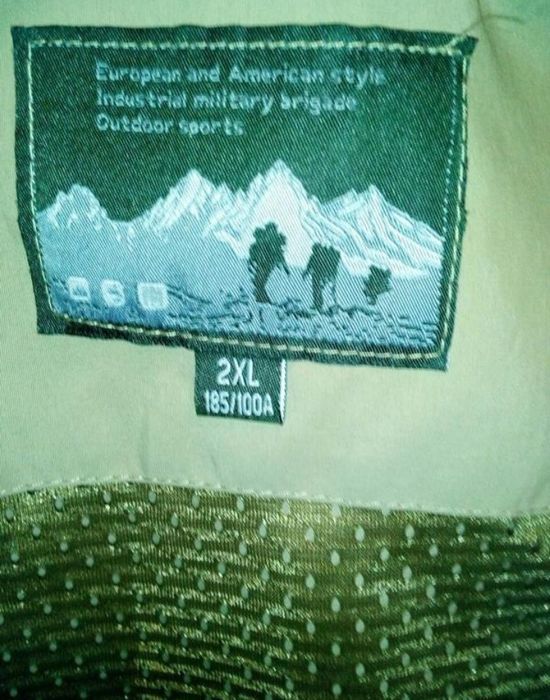 European and American style
Industrial military brigade
Outdoor sports
2XL
185/100A